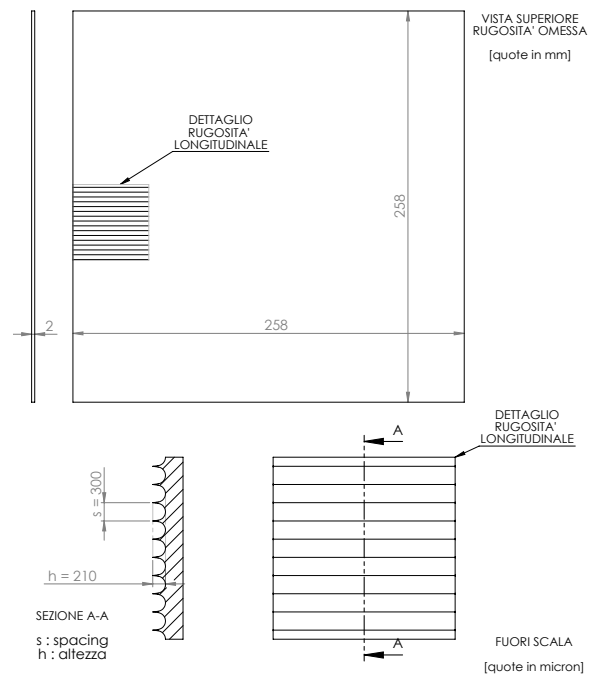 VISTA SUPERIORE
RUGOSITA' OMESSA
[quote in mm]
DETTAGLIO
RUGOSITA'
LONGITUDINALE
258
2
258
DETTAGLIO
RUGOSITA'
LONGITUDINALE
A
s = 300
h = 210
SEZIONE A-A
s : spacing
h : altezza
A
FUORI SCALA
[quote in micron]